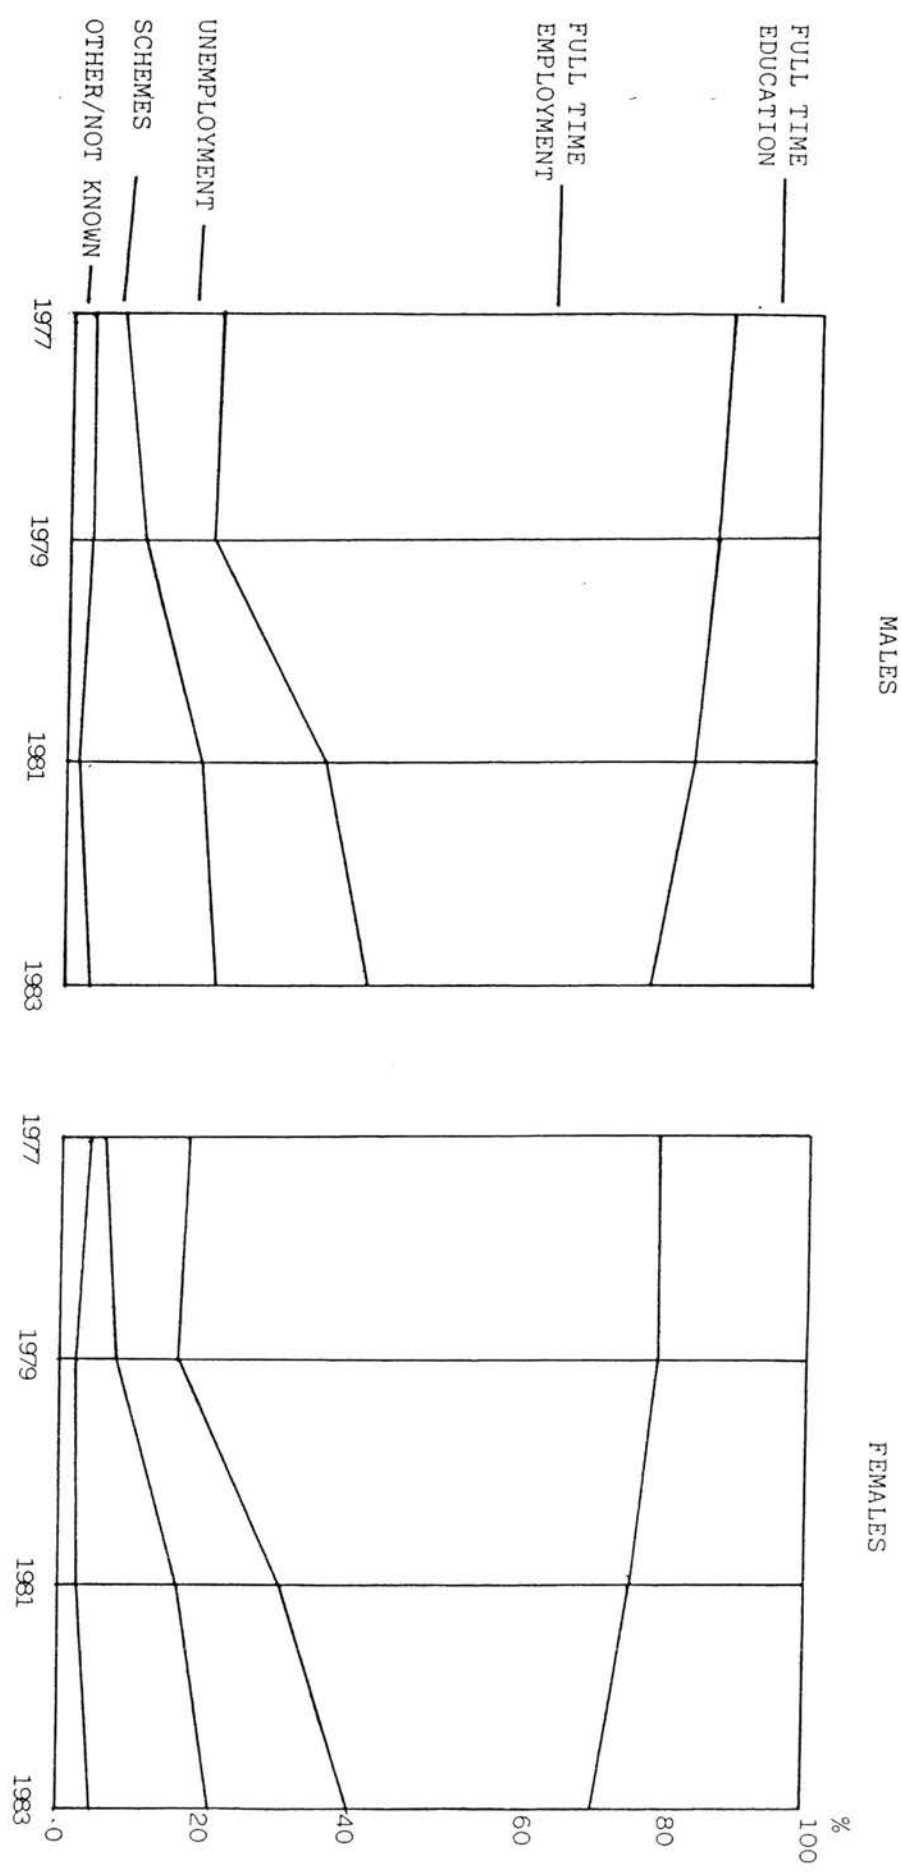 MALES
FEMALES
FULL TIME
EDUCATION
FULL TIME
EMPLOYMENT
UNEMPLOYMENT
SCHEMES
OTHER/NOT KNOWN
%
100
80
60
40
20
0
1977
1979
1981
1983
1977
1979
1981
1983